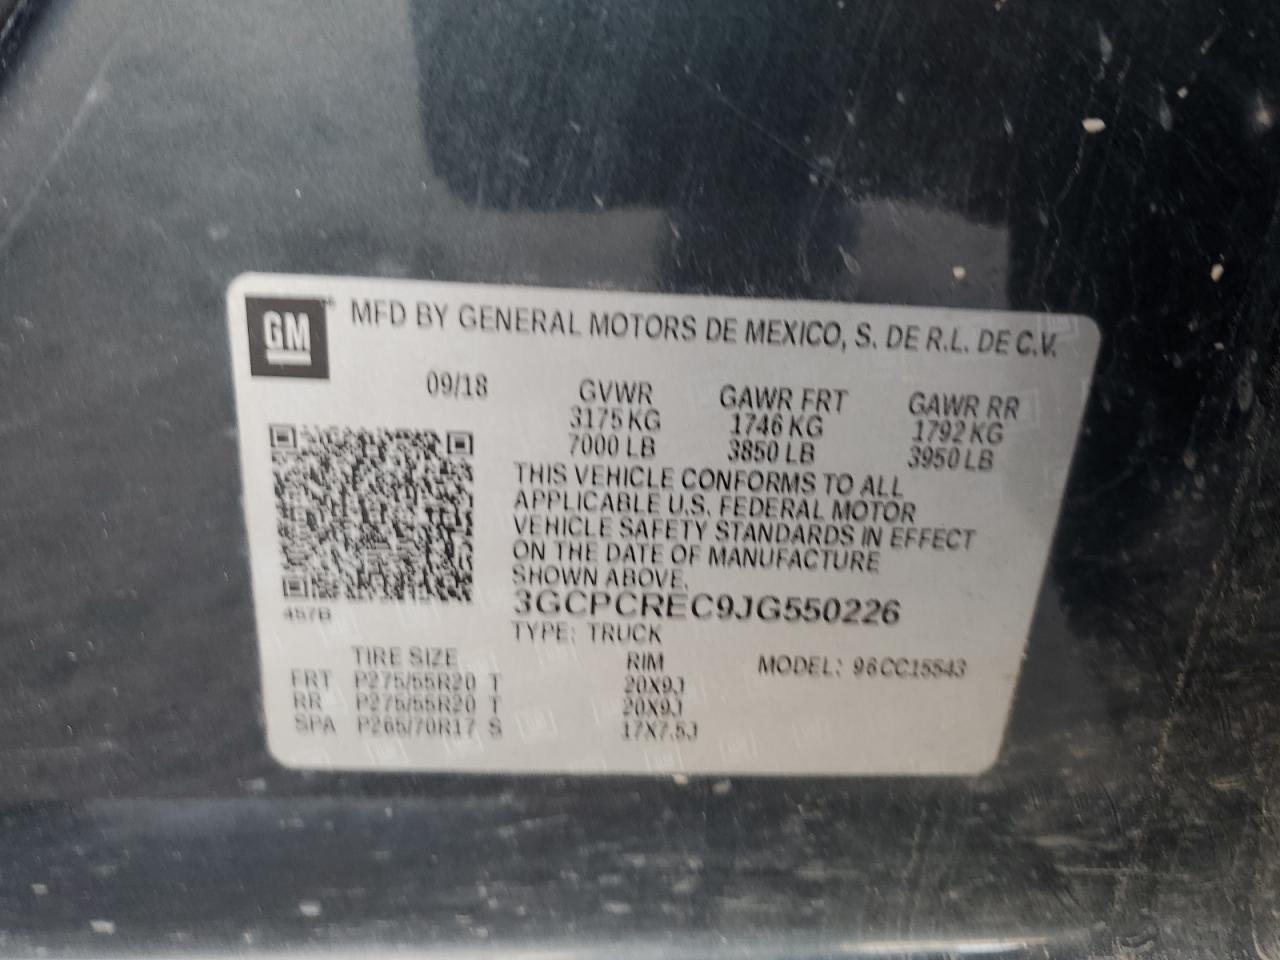 GM
MFD BY GENERAL MOTORS DE MEXICO, S. DE R.L. DE C.V.
09/18 GVWR GAWR FRT GAWR RR
3175 KG 1746 KG 1792 KG
7000 LB 3850 LB 3950 LB
THIS VEHICLE CONFORMS TO ALL
APPLICABLE U.S. FEDERAL MOTOR
VEHICLE SAFETY STANDARDS IN EFFECT
ON THE DATE OF MANUFACTURE
SHOWN ABOVE.
457B
3GCPCREC9JG550226
TYPE: TRUCK
TIRE SIZE RIM MODEL: 96CC15543
FRT P275/55R20 T 20X9J
RR P275/55R20 T 20X9J
SPA P265/70R17 S 17X7.5J